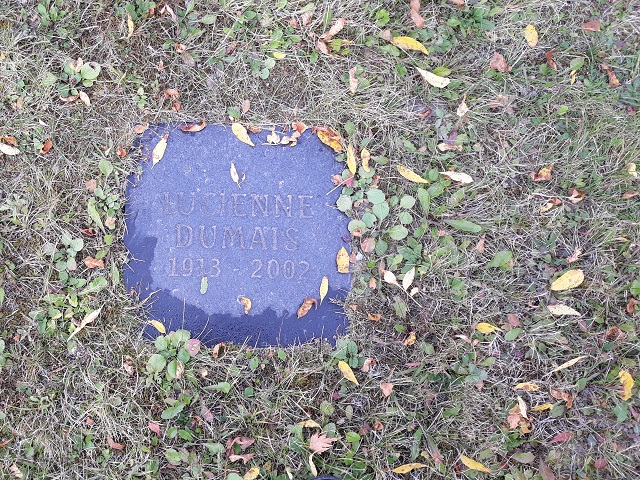 LUCIENNE
DUMAIS
1913 - 2002